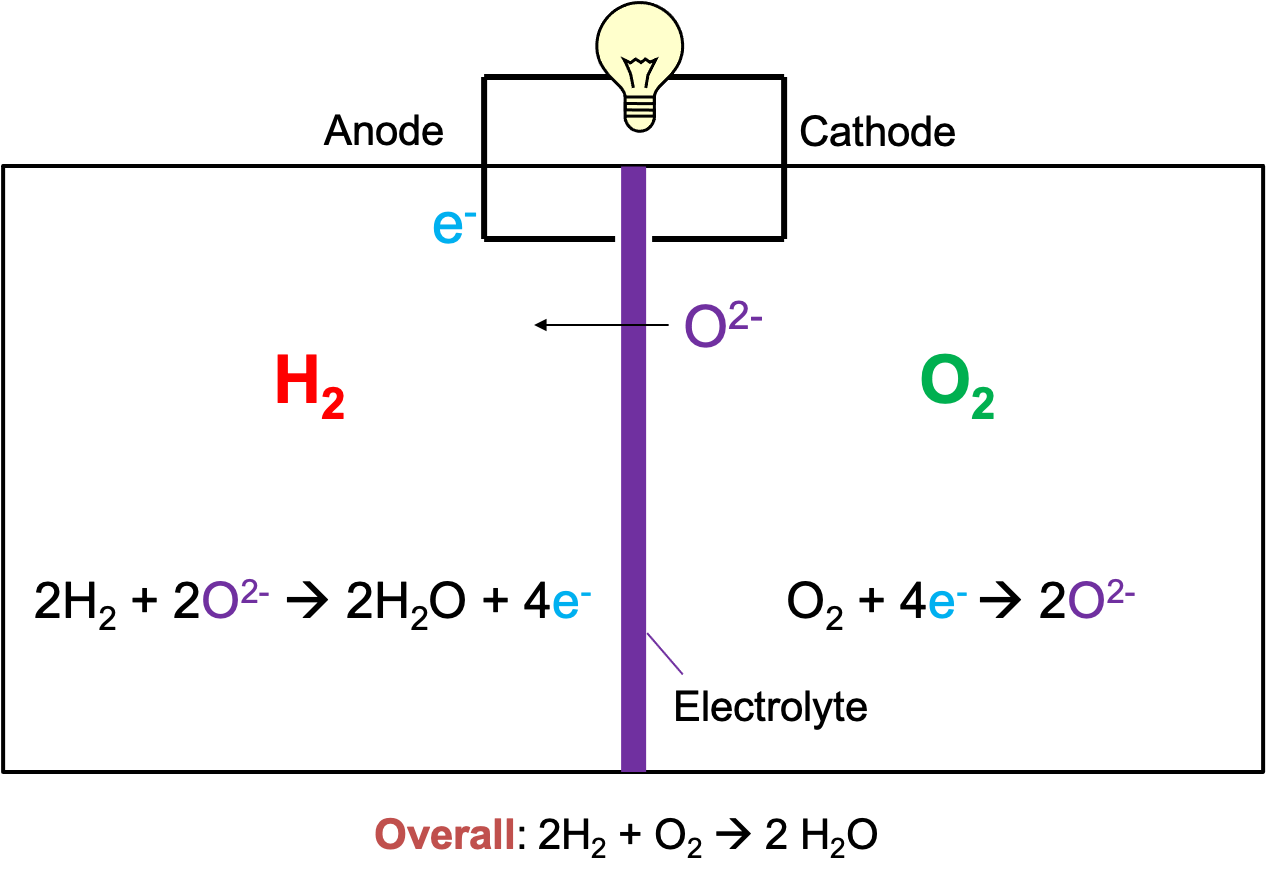 Anode
Cathode
e⁻
O²⁻
H₂
O₂
2H₂ + 2O²⁻ → 2H₂O + 4e⁻
O₂ + 4e⁻ → 2O²⁻
Electrolyte
Overall: 2H₂ + O₂ → 2 H₂O